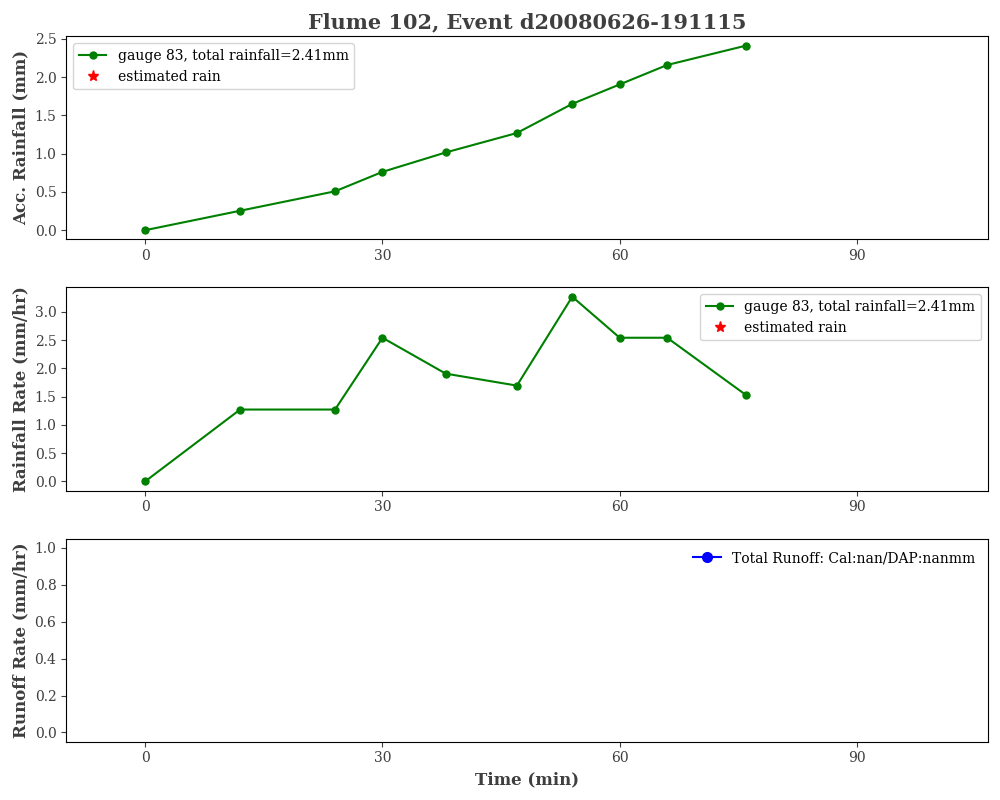 Flume 102, Event d20080626-191115
Acc. Rainfall (mm)
2.5
2.0
1.5
1.0
0.5
0.0
gauge 83, total rainfall=2.41mm
estimated rain
0 30 60 90
Rainfall Rate (mm/hr)
3.0
2.5
2.0
1.5
1.0
0.5
0.0
gauge 83, total rainfall=2.41mm
estimated rain
0 30 60 90
Runoff Rate (mm/hr)
1.0
0.8
0.6
0.4
0.2
0.0
Total Runoff: Cal:nan/DAP:nanmm
0 30 60 90
Time (min)